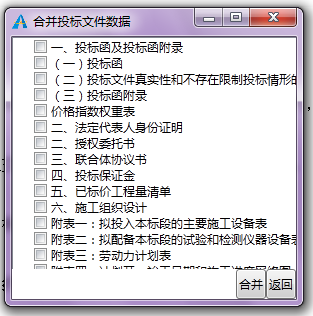 合并投标文件数据
一、投标函及投标函附录
（一）投标函
（二）投标文件真实性和不存在限制投标情形的
（三）投标函附录
价格指数权重表
二、法定代表人身份证明
二、授权委托书
三、联合体协议书
四、投标保证金
五、已标价工程量清单
六、施工组织设计
附表一：拟投入本标段的主要施工设备表
附表二：拟配备本标段的试验和检测仪器设备表
附表三：劳动力计划表
合并
返回